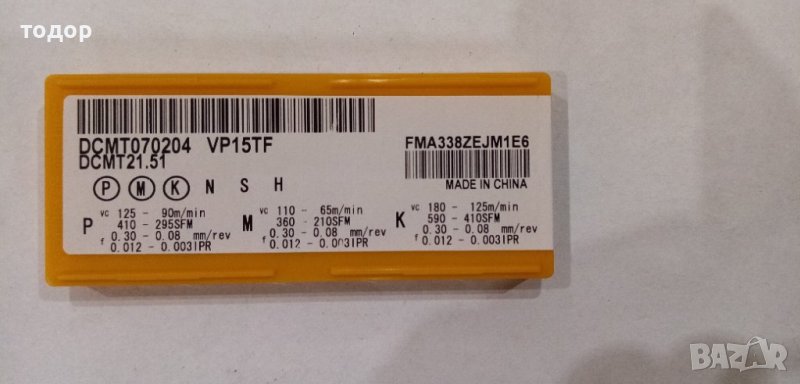 тодор
DCMT070204 VP15TF
DCMT21.51
FMA338ZEJM1E6
P M K N S H
MADE IN CHINA
P vc 125 - 90m/min
410 - 295SFM
f 0.30 - 0.08 mm/rev
0.012 - 0.003IPR
M vc 110 - 65m/min
360 - 210SFM
f 0.30 - 0.08 mm/rev
0.012 - 0.003IPR
K vc 180 - 125m/min
590 - 410SFM
f 0.30 - 0.08 mm/rev
0.012 - 0.003IPR
BAZAR